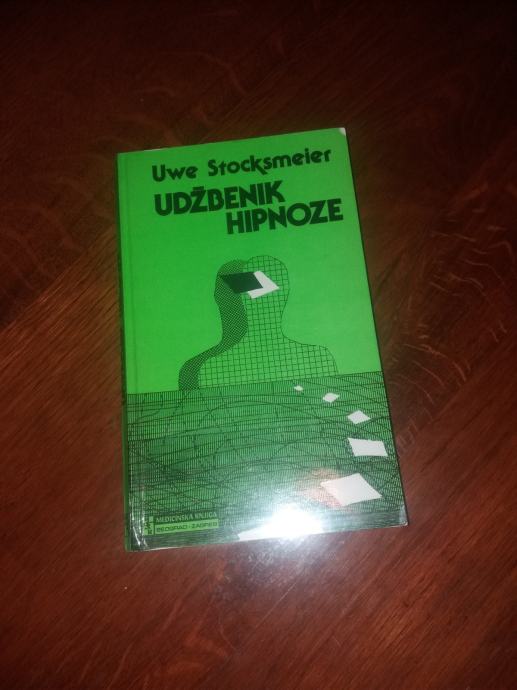 Uwe Stocksmeier
UDŽBENIK
HIPNOZE
MEDICINSKA KNJIGA
BEOGRAD-ZAGREB